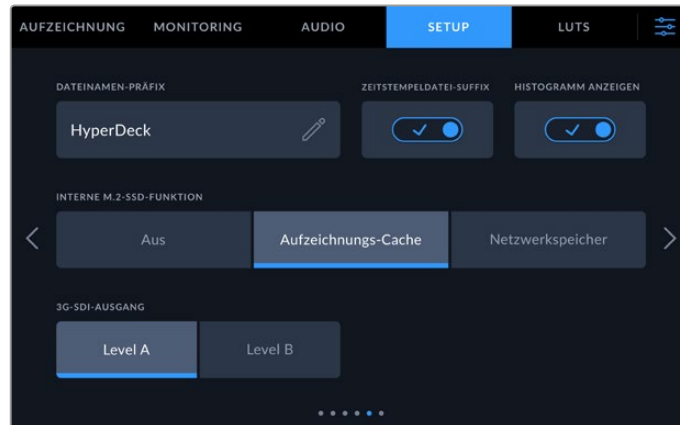 AUFZEICHNUNG MONITORING AUDIO SETUP LUTS
DATEINAMEN-PRÄFIX ZEITSTEMPELDATEI-SUFFIX HISTOGRAMM ANZEIGEN
HyperDeck
INTERNE M.2-SSD-FUNKTION
Aus Aufzeichnungs-Cache Netzwerkspeicher
3G-SDI-AUSGANG
Level A Level B